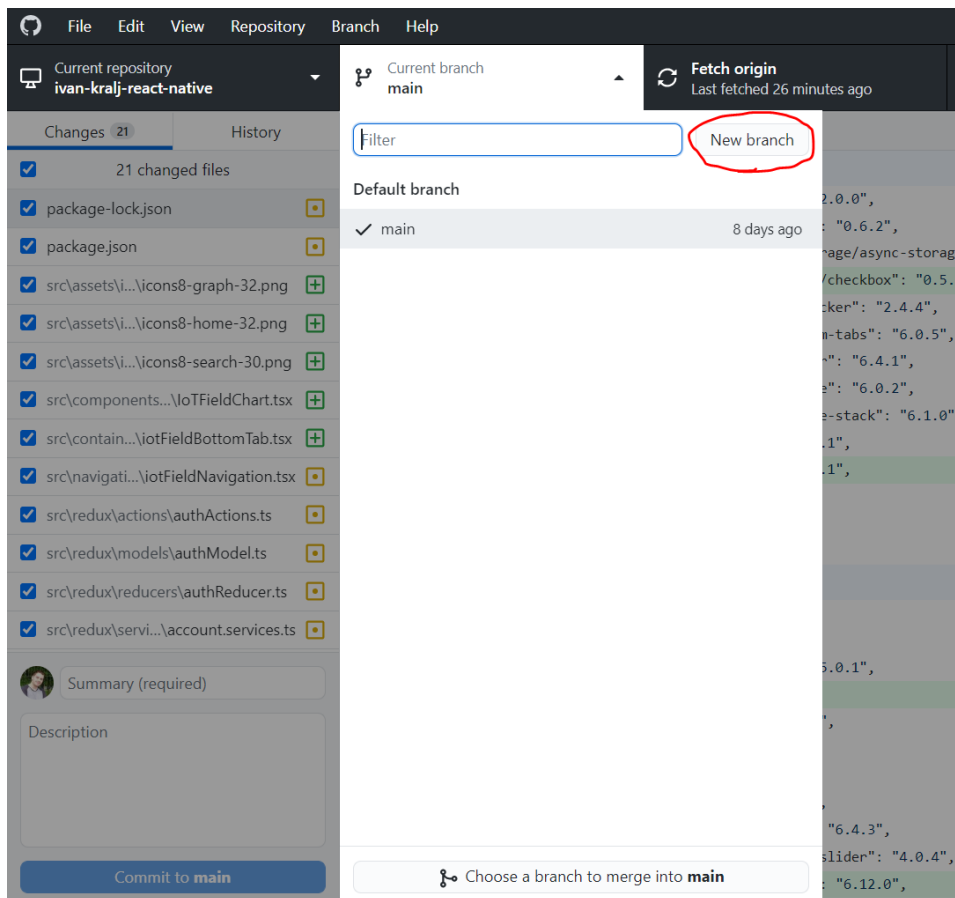 File Edit View Repository Branch Help
Current repository
ivan-kralj-react-native
Current branch
main
Fetch origin
Last fetched 26 minutes ago
Changes 21 History
21 changed files
package-lock.json
package.json
src\assets\i...\icons8-graph-32.png
src\assets\i...\icons8-home-32.png
src\assets\i...\icons8-search-30.png
src\components...\IoTFieldChart.tsx
src\contain...\iotFieldBottomTab.tsx
src\navigati...\iotFieldNavigation.tsx
src\redux\actions\authActions.ts
src\redux\models\authModel.ts
src\redux\reducers\authReducer.ts
src\redux\servi...\account.services.ts
Summary (required)
Description
Commit to main
Filter
New branch
Default branch
main 8 days ago
Choose a branch to merge into main
2.0.0",
: "0.6.2",
rage/async-storag
/checkbox": "0.5.
cker": "2.4.4",
m-tabs": "6.0.5",
": "6.4.1",
e": "6.0.2",
e-stack": "6.1.0"
.1",
.1",
5.0.1",
",
,
"6.4.3",
slider": "4.0.4",
: "6.12.0",